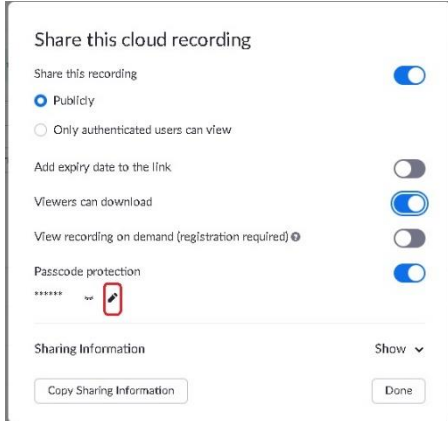 Share this cloud recording
Share this recording
Publicly
Only authenticated users can view
Add expiry date to the link
Viewers can download
View recording on demand (registration required) ?
Passcode protection
******
Sharing Information Show
Copy Sharing Information Done